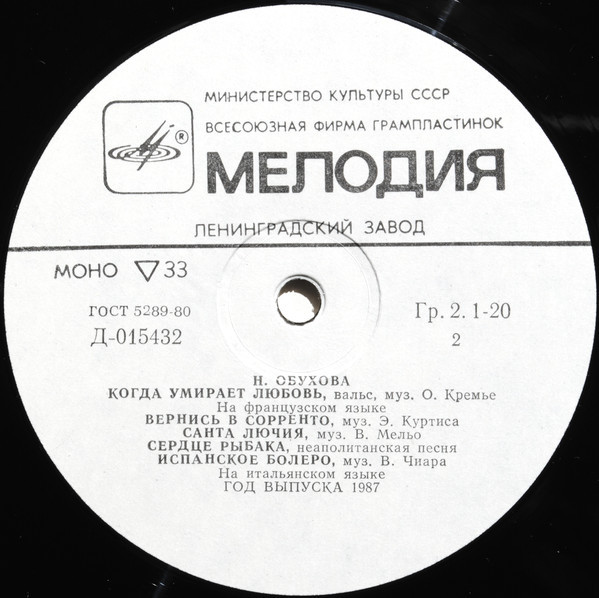 МИНИСТЕРСТВО КУЛЬТУРЫ СССР
ВСЕСОЮЗНАЯ ФИРМА ГРАМПЛАСТИНОК
®
МЕЛОДИЯ
ЛЕНИНГРАДСКИЙ ЗАВОД
МОНО ▽ 33
ГОСТ 5289-80
Д-015432
Гр. 2. 1-20
2
Н. ОБУХОВА
КОГДА УМИРАЕТ ЛЮБОВЬ, вальс, муз. О. Кремье
На французском языке
ВЕРНИСЬ В СОРРЕНТО, муз. Э. Куртиса
САНТА ЛЮЧИЯ, муз. В. Мельо
СЕРДЦЕ РЫБАКА, неаполитанская песня
ИСПАНСКОЕ БОЛЕРО, муз. В. Чиара
На итальянском языке
ГОД ВЫПУСКА 1987